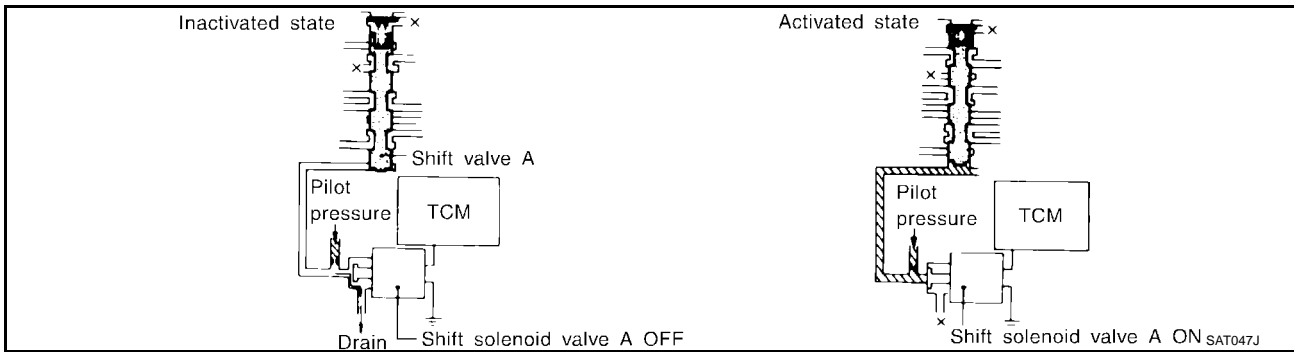 Inactivated state
×
×
Shift valve A
Pilot
pressure
TCM
Drain
Shift solenoid valve A OFF
Activated state
×
×
Pilot
pressure
TCM
×
Shift solenoid valve A ON
SAT047J